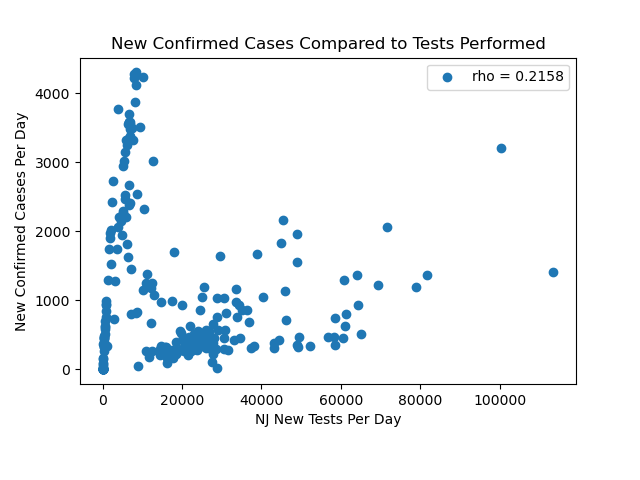 New Confirmed Cases Compared to Tests Performed
rho = 0.2158
4000
3000
2000
1000
0
New Confirmed Caeses Per Day
0 20000 40000 60000 80000 100000
NJ New Tests Per Day